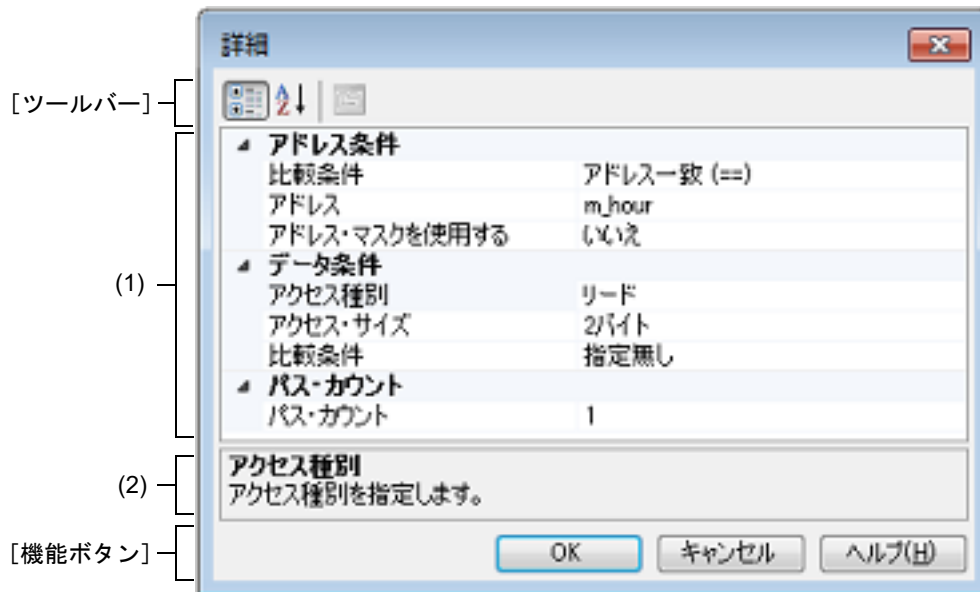 詳細
[ツールバー]
アドレス条件
比較条件 アドレス一致 (==)
アドレス m_hour
アドレス・マスクを使用する いいえ
(1)
データ条件
アクセス種別 リード
アクセス・サイズ 2バイト
比較条件 指定無し
パス・カウント
パス・カウント 1
(2)
アクセス種別
アクセス種別を指定します。
[機能ボタン]
OK キャンセル ヘルプ(H)